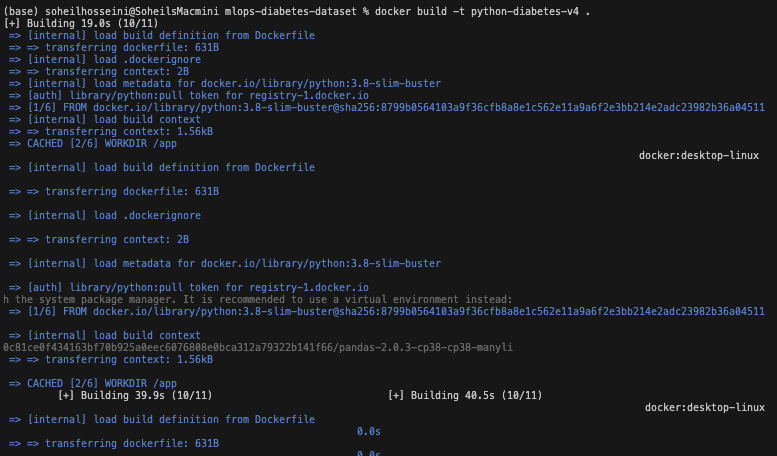 (base) soheilhosseini@SoheilsMacmini mlops-diabetes-dataset % docker build -t python-diabetes-v4 .
[+] Building 19.0s (10/11)
=> [internal] load build definition from Dockerfile
=> => transferring dockerfile: 631B
=> [internal] load .dockerignore
=> => transferring context: 2B
=> [internal] load metadata for docker.io/library/python:3.8-slim-buster
=> [auth] library/python:pull token for registry-1.docker.io
=> [1/6] FROM docker.io/library/python:3.8-slim-buster@sha256:8799b0564103a9f36cfb8a8e1c562e11a9a6f2e3bb214e2adc23982b36a04511
=> [internal] load build context
=> => transferring context: 1.56kB
=> CACHED [2/6] WORKDIR /app
docker:desktop-linux
=> [internal] load build definition from Dockerfile
=> => transferring dockerfile: 631B
=> [internal] load .dockerignore
=> => transferring context: 2B
=> [internal] load metadata for docker.io/library/python:3.8-slim-buster
=> [auth] library/python:pull token for registry-1.docker.io
h the system package manager. It is recommended to use a virtual environment instead:
=> [1/6] FROM docker.io/library/python:3.8-slim-buster@sha256:8799b0564103a9f36cfb8a8e1c562e11a9a6f2e3bb214e2adc23982b36a04511
=> [internal] load build context
0c81ce0f434163bf70b925a0eec6076808e0bca312a79322b141f66/pandas-2.0.3-cp38-cp38-manyli
=> => transferring context: 1.56kB
=> CACHED [2/6] WORKDIR /app
[+] Building 39.9s (10/11) [+] Building 40.5s (10/11)
docker:desktop-linux
=> [internal] load build definition from Dockerfile
0.0s
=> => transferring dockerfile: 631B
0.0s